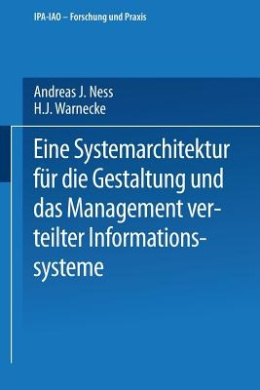 IPA-IAO – Forschung und Praxis
Andreas J. Ness
H.J. Warnecke
Eine Systemarchitektur
für die Gestaltung und
das Management ver-
teilter Informations-
systeme